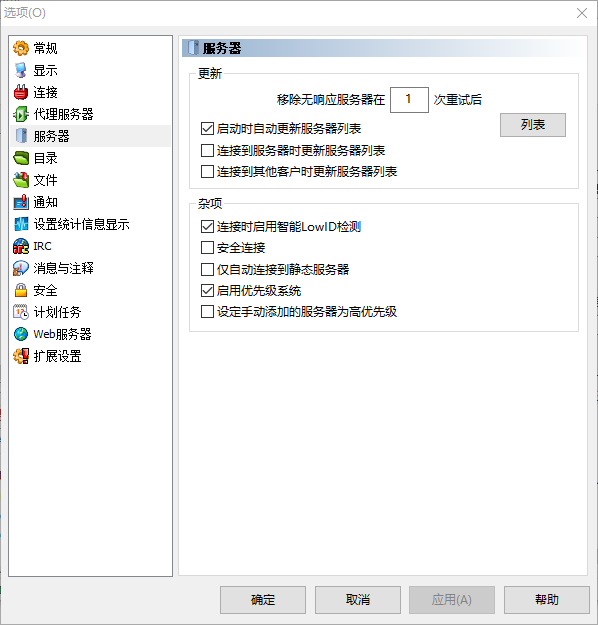 选项(O)
常规
显示
连接
代理服务器
服务器
目录
文件
通知
设置统计信息显示
IRC
消息与注释
安全
计划任务
Web服务器
扩展设置
服务器
更新
移除无响应服务器在 1 次重试后
启动时自动更新服务器列表
列表
连接到服务器时更新服务器列表
连接到其他客户时更新服务器列表
杂项
连接时启用智能LowID检测
安全连接
仅自动连接到静态服务器
启用优先级系统
设定手动添加的服务器为高优先级
确定 取消 应用(A) 帮助